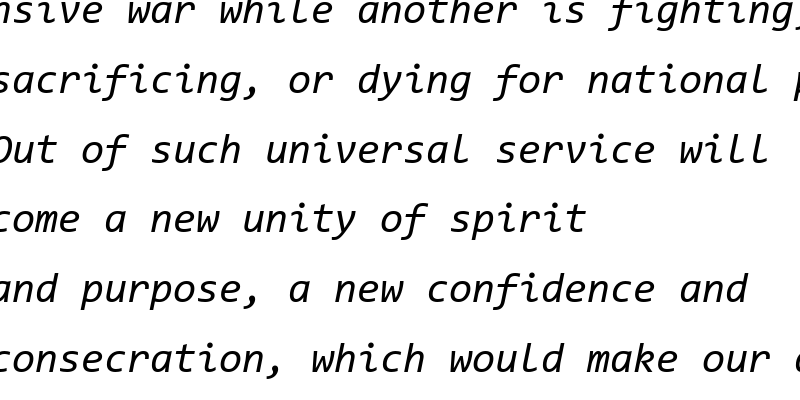 nsive war while another is fighting,
sacrificing, or dying for national
Out of such universal service will
come a new unity of spirit
and purpose, a new confidence and
consecration, which would make our